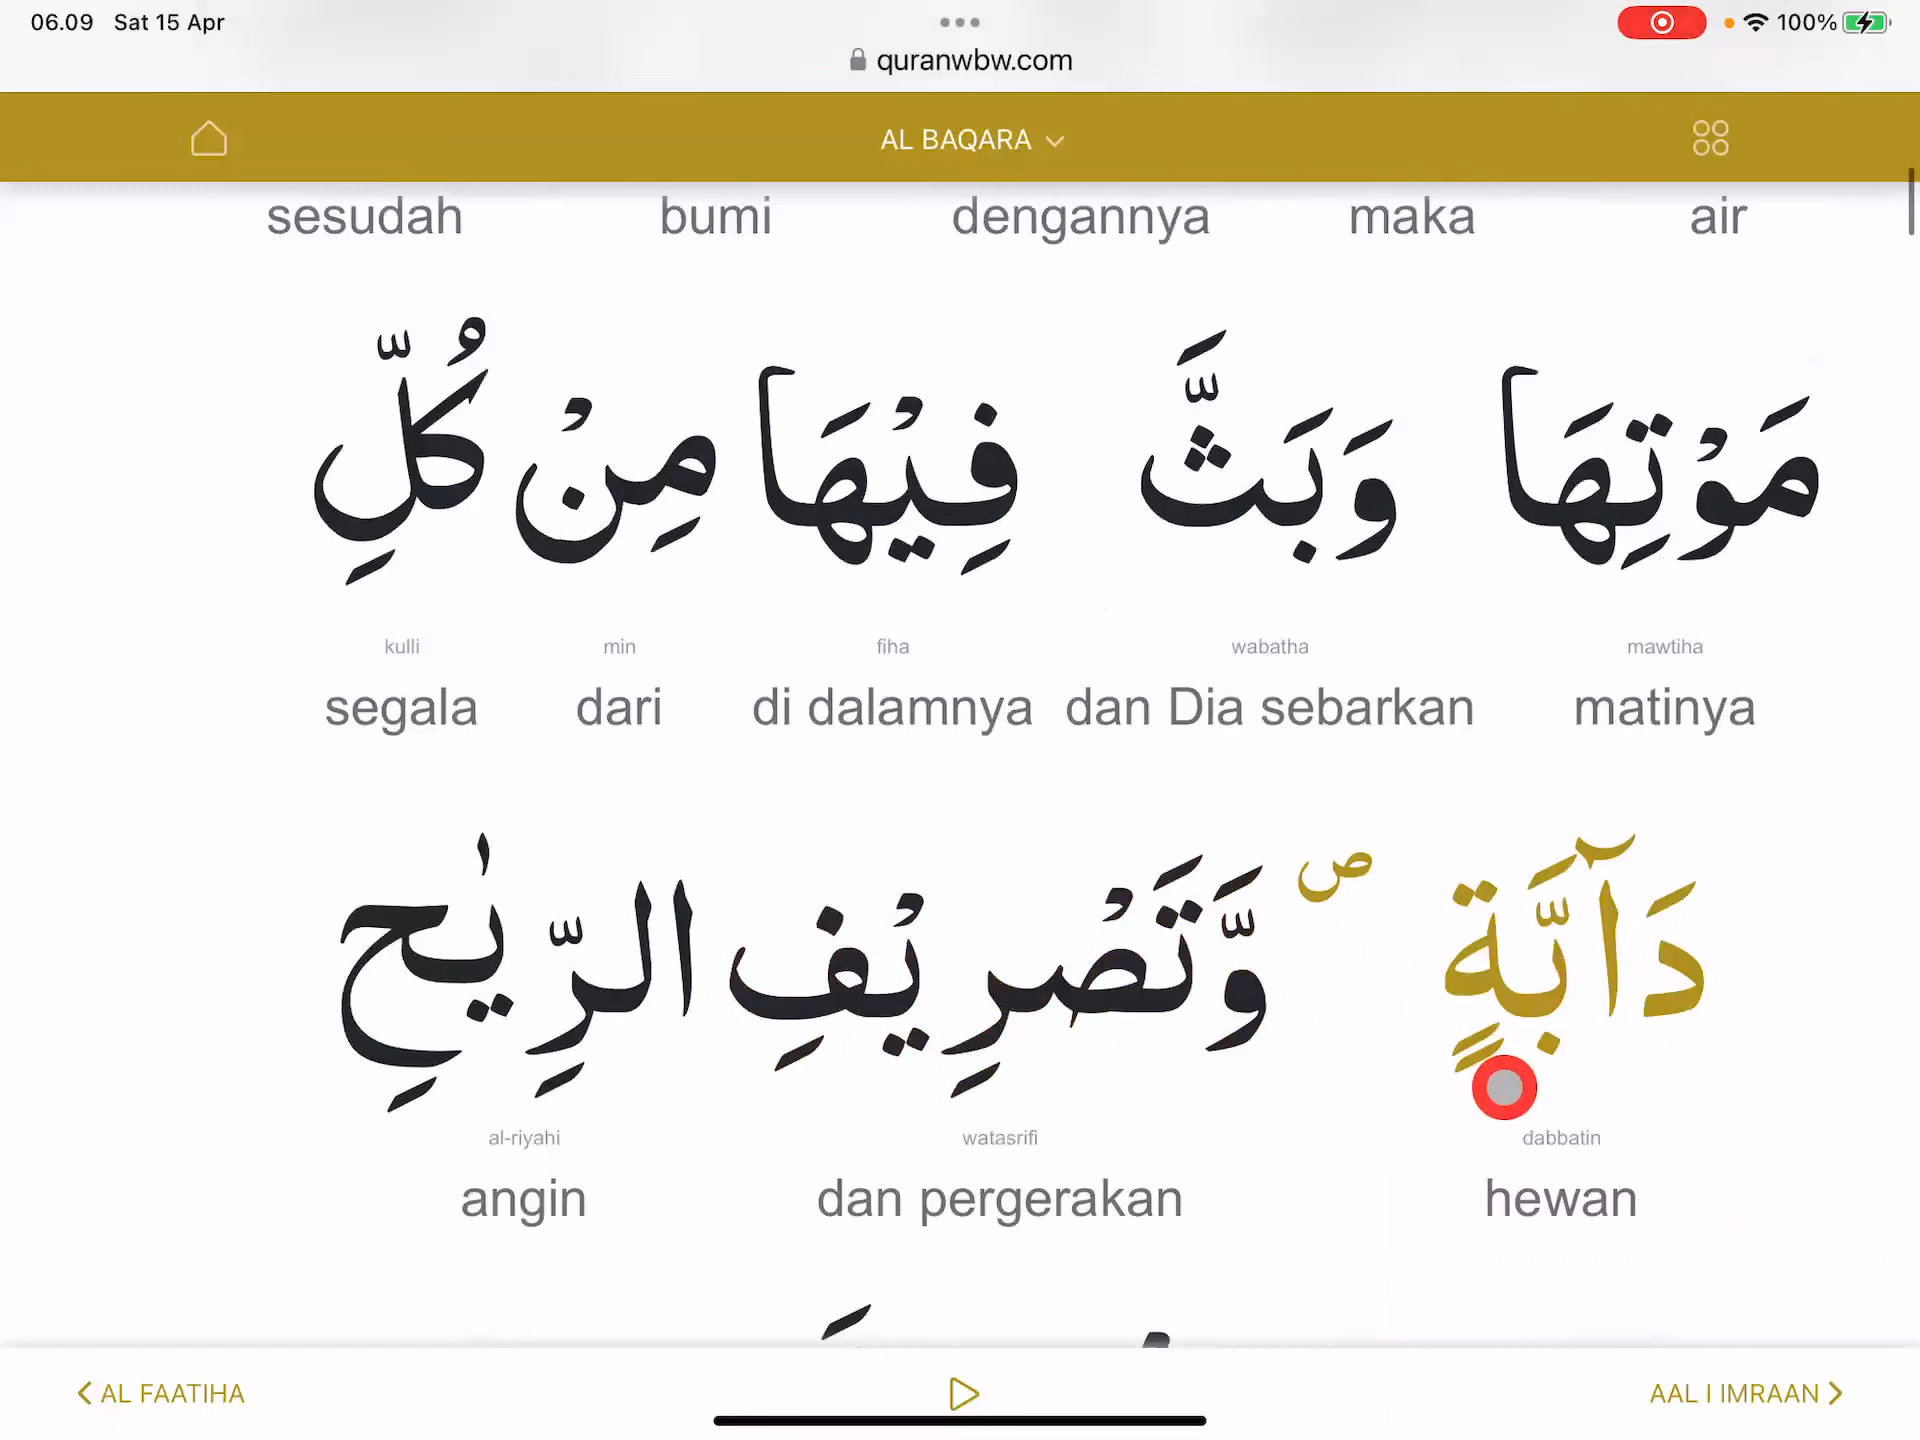 06.09 Sat 15 Apr 100%
quranwbw.com
AL BAQARA
sesudah bumi dengannya maka air
مَوْتِهَا وَبَثَّ فِيْهَا مِنْ كُلِّ
kulli min fiha wabatha mawtiha
segala dari di dalamnya dan Dia sebarkan matinya
دَآبَّةٍ ۖ وَّتَصْرِيْفِ الرِّيٰحِ
al-riyahi watasrifi dabbatin
angin dan pergerakan hewan
AL FAATIHA AAL I IMRAAN